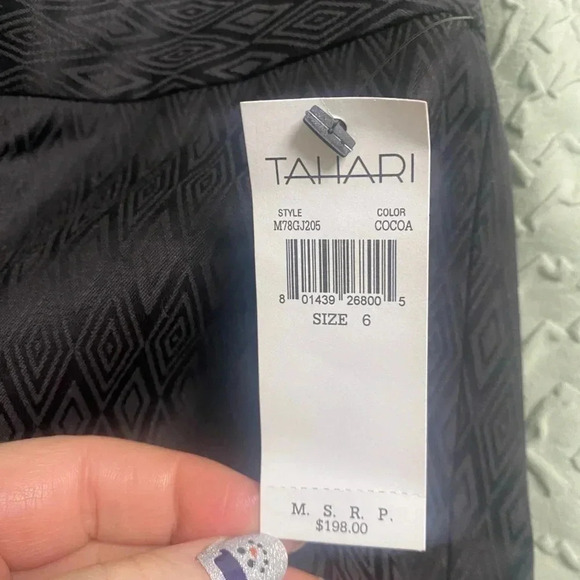 TAHARI
STYLE COLOR
M78GJ205 COCOA
8 01439 26800 5
SIZE 6
M. S. R. P.
$198.00